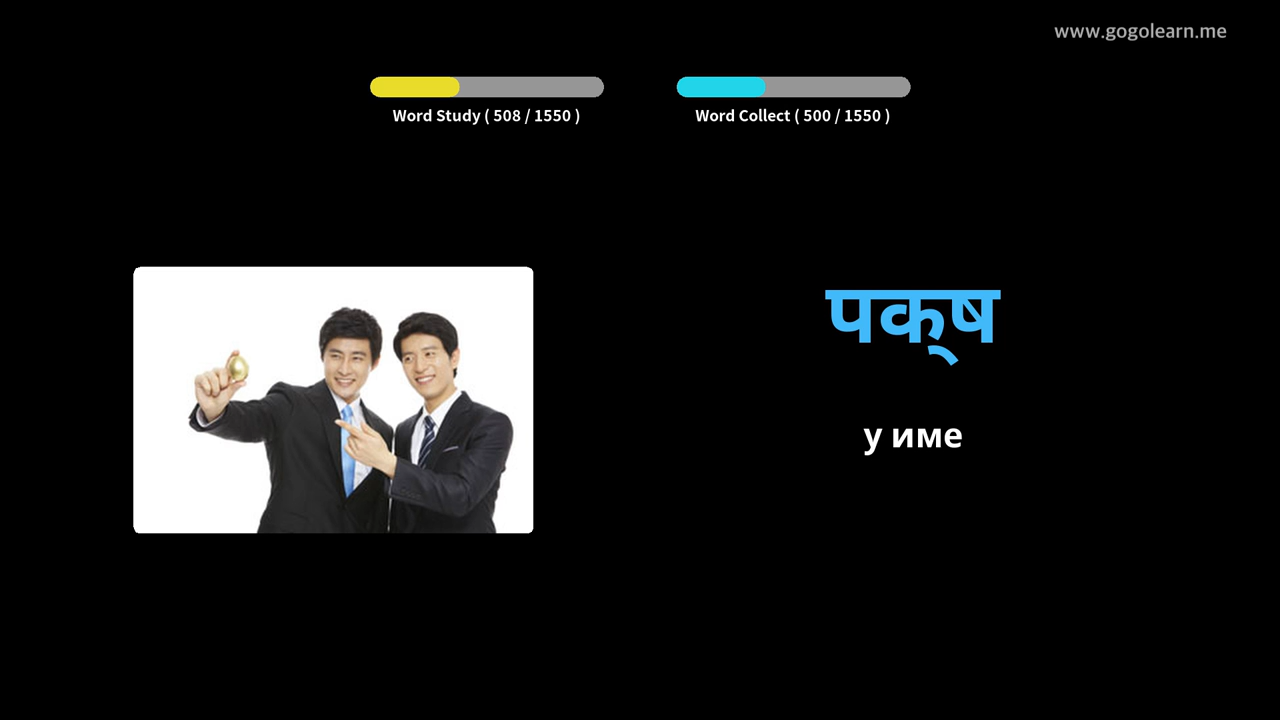 www.gogolearn.me
Word Study ( 508 / 1550 )
Word Collect ( 500 / 1550 )
पक्‌ष
у име